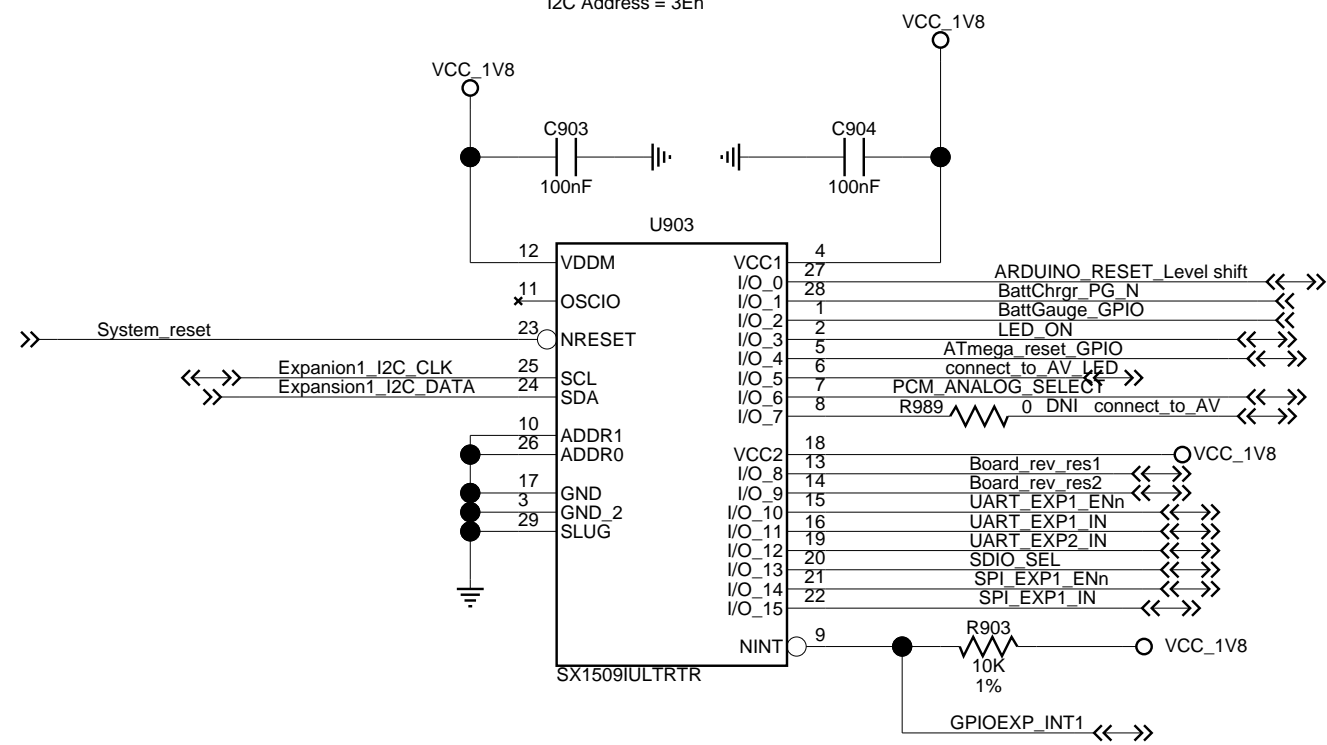 I2C Address = 3En
VCC_1V8
VCC_1V8
C903
C904
100nF
100nF
U903
12 VDDM
VCC1 4
I/O_0 27 ARDUINO_RESET_Level shift
11 OSCIO
I/O_1 28 BattChrgr_PG_N
I/O_2 1 BattGauge_GPIO
System_reset 23 NRESET
I/O_3 2 LED_ON
I/O_4 5 ATmega_reset_GPIO
Expanion1_I2C_CLK 25 SCL
I/O_5 6 connect_to_AV_LED
Expansion1_I2C_DATA 24 SDA
I/O_6 7 PCM_ANALOG_SELECT
I/O_7 8 R989 0 DNI connect_to_AV
10 ADDR1
26 ADDR0
VCC2 18 VCC_1V8
I/O_8 13 Board_rev_res1
17 GND
I/O_9 14 Board_rev_res2
3 GND_2
I/O_10 15 UART_EXP1_ENn
29 SLUG
I/O_11 16 UART_EXP1_IN
I/O_12 19 UART_EXP2_IN
I/O_13 20 SDIO_SEL
I/O_14 21 SPI_EXP1_ENn
I/O_15 22 SPI_EXP1_IN
NINT 9 R903 VCC_1V8
10K
1%
SX1509IULTRTR
GPIOEXP_INT1